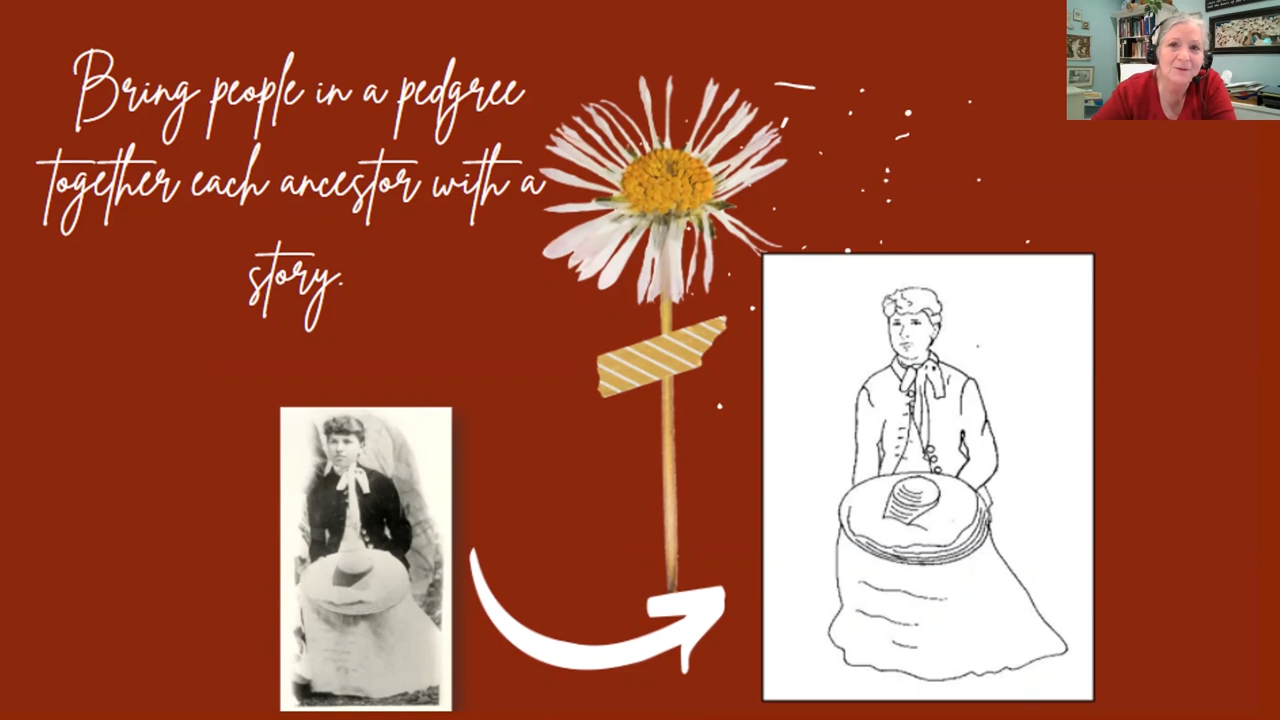 Bring people in a pedgree
together each ancestor with a
story.